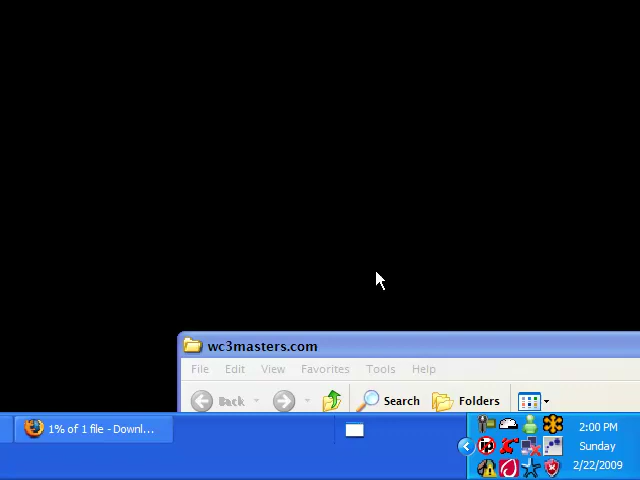 wc3masters.com
File Edit View Favorites Tools Help
Back Search Folders
1% of 1 file - Downl...
2:00 PM
Sunday
2/22/2009